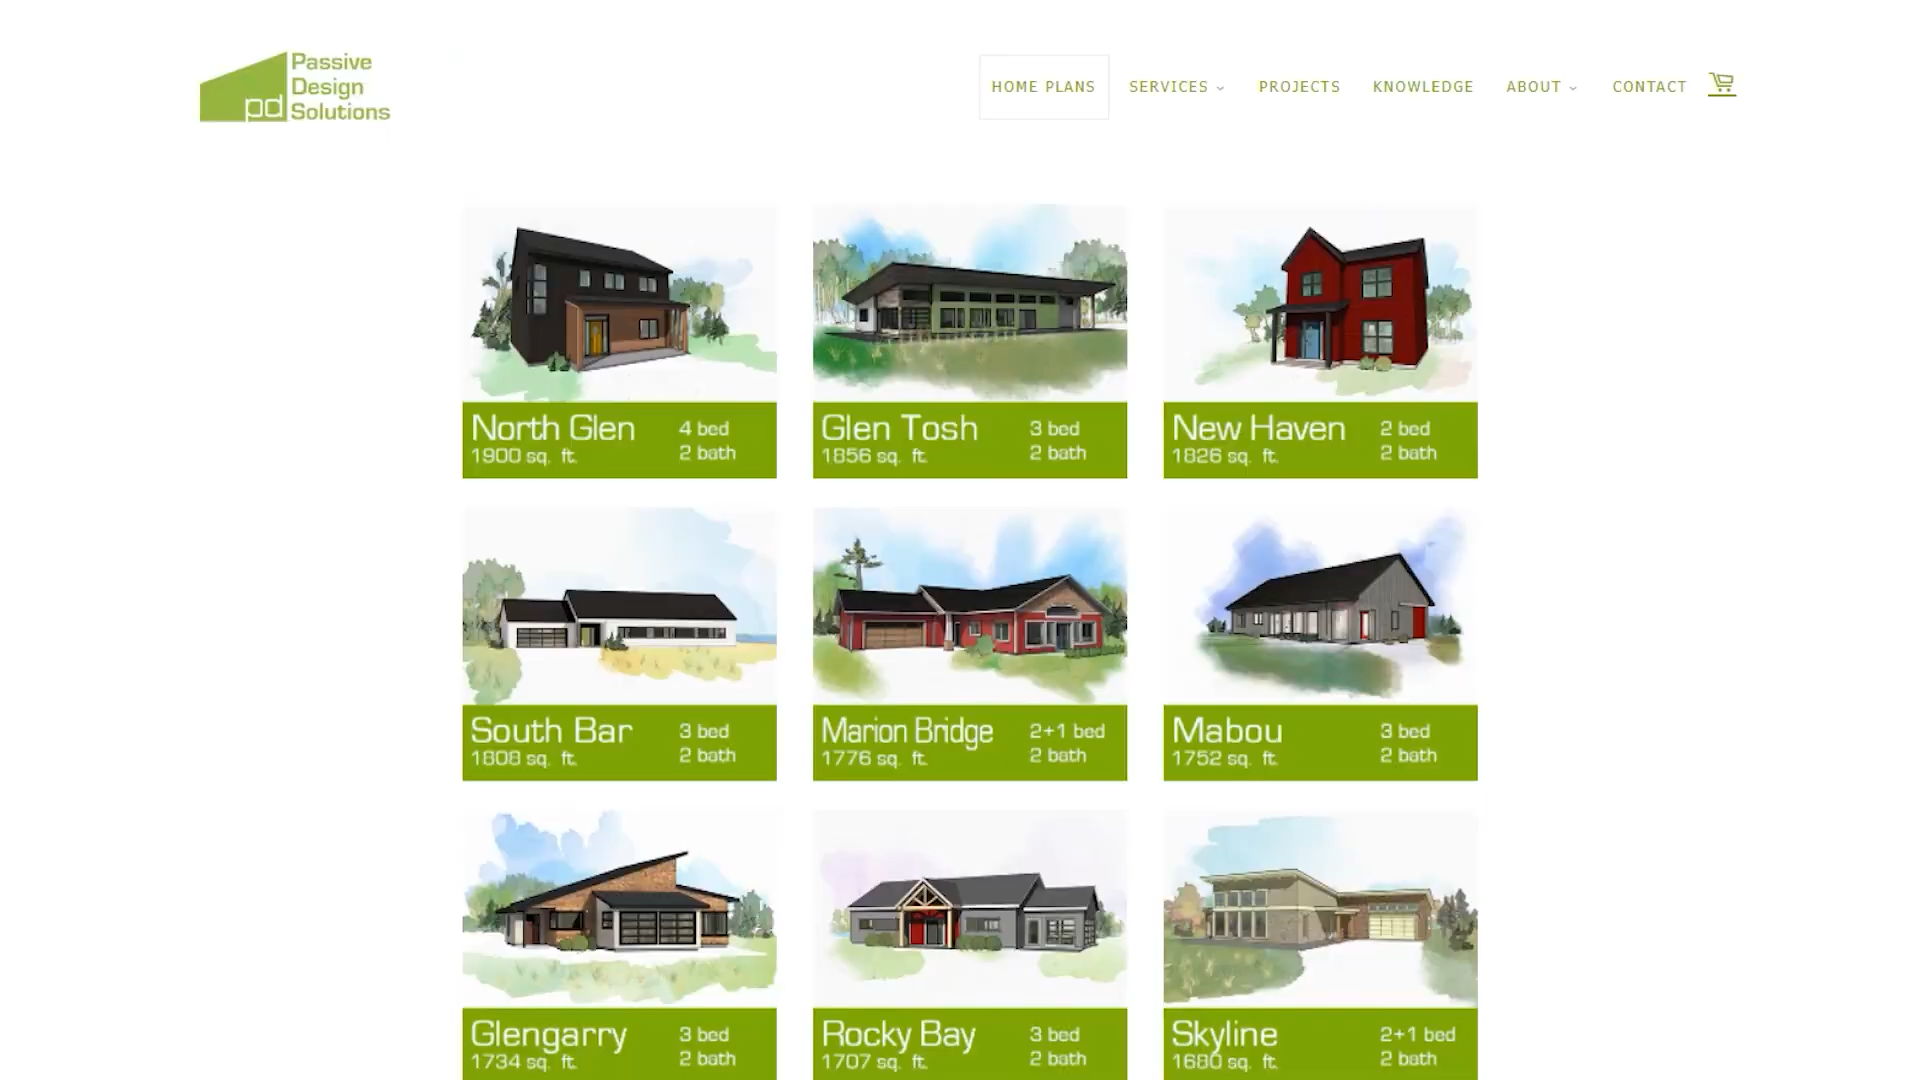 Passive
Design
pd Solutions
HOME PLANS SERVICES PROJECTS KNOWLEDGE ABOUT CONTACT
North Glen 4 bed
1900 sq. ft. 2 bath
Glen Tosh 3 bed
1856 sq. ft. 2 bath
New Haven 2 bed
1826 sq. ft. 2 bath
South Bar 3 bed
1808 sq. ft. 2 bath
Marion Bridge 2+1 bed
1776 sq. ft. 2 bath
Mabou 3 bed
1752 sq. ft. 2 bath
Glengarry 3 bed
1734 sq. ft. 2 bath
Rocky Bay 3 bed
1707 sq. ft. 2 bath
Skyline 2+1 bed
1680 sq. ft. 2 bath